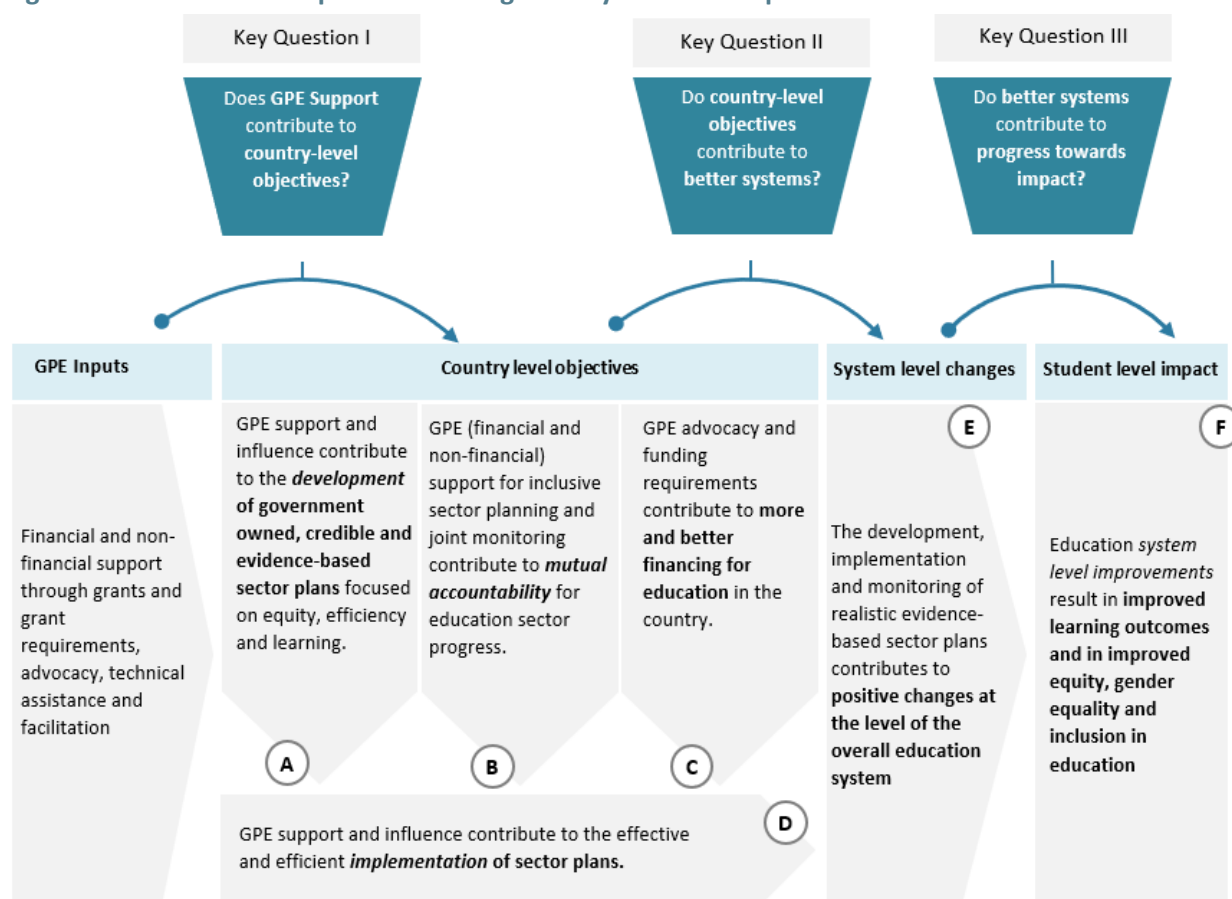 Key Question I
Does GPE Support
contribute to
country-level
objectives?
Key Question II
Do country-level
objectives
contribute to
better systems?
Key Question III
Do better systems
contribute to
progress towards
impact?
GPE Inputs
Country level objectives
System level changes
Student level impact
Financial and non-
financial support
through grants and
grant
requirements,
advocacy, technical
assistance and
facilitation
GPE support and
influence contribute
to the development
of government
owned, credible and
evidence-based
sector plans focused
on equity, efficiency
and learning.
A
GPE (financial and
non-financial)
support for inclusive
sector planning and
joint monitoring
contribute to mutual
accountability for
education sector
progress.
B
GPE advocacy and
funding
requirements
contribute to more
and better
financing for
education in the
country.
C
GPE support and influence contribute to the effective
and efficient implementation of sector plans.
D
E
The development,
implementation
and monitoring of
realistic evidence-
based sector plans
contributes to
positive changes at
the level of the
overall education
system
F
Education system
level improvements
result in improved
learning outcomes
and in improved
equity, gender
equality and
inclusion in
education